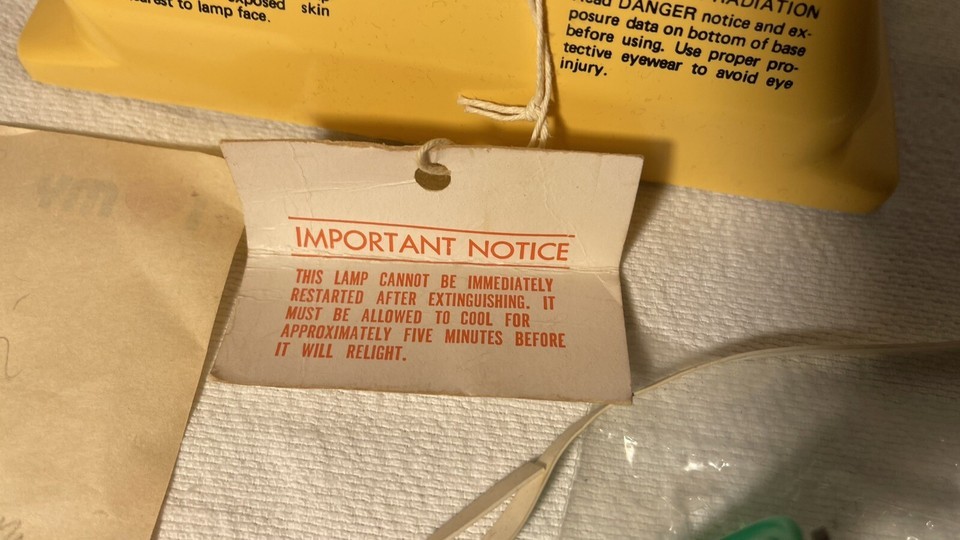 exposed skin
to lamp face.
RADIATION
DANGER notice and ex-
posure data on bottom of base
before using. Use proper pro-
tective eyewear to avoid eye
injury.
IMPORTANT NOTICE
THIS LAMP CANNOT BE IMMEDIATELY
RESTARTED AFTER EXTINGUISHING. IT
MUST BE ALLOWED TO COOL FOR
APPROXIMATELY FIVE MINUTES BEFORE
IT WILL RELIGHT.